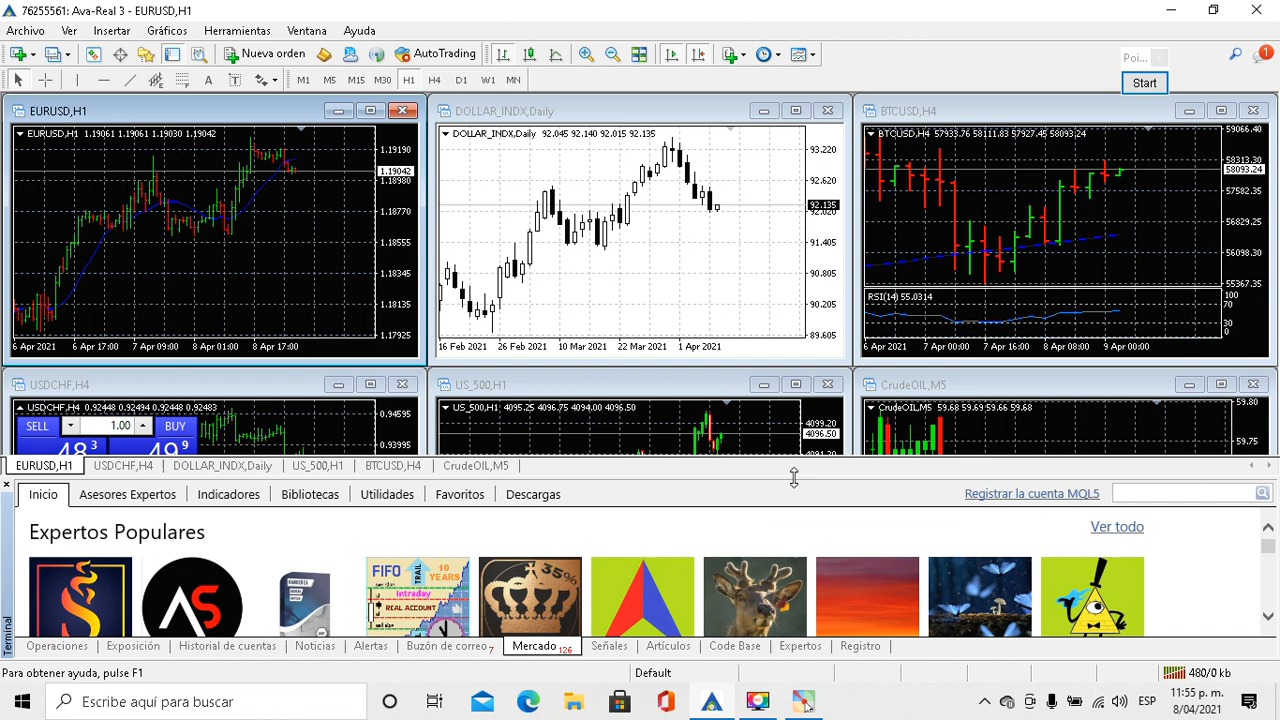 76255561: Ava-Real 3 - EURUSD,H1
Archivo Ver Insertar Gráficos Herramientas Ventana Ayuda
Nueva orden AutoTrading
Poi...
Start
A T M1 M5 M15 M30 H1 H4 D1 W1 MN
EURUSD,H1
EURUSD,H1 1.19061 1.19061 1.19030 1.19042
1.19190
1.19042
1.18980
1.18770
1.18555
1.18345
1.18135
1.17925
6 Apr 2021 6 Apr 17:00 7 Apr 09:00 8 Apr 01:00 8 Apr 17:00
DOLLAR_INDX,Daily
DOLLAR_INDX,Daily 92.045 92.140 92.015 92.135
93.220
92.620
92.135
92.020
91.405
90.805
90.205
89.605
16 Feb 2021 26 Feb 2021 10 Mar 2021 22 Mar 2021 1 Apr 2021
BTCUSD,H4
BTCUSD,H4 57933.76 58111.83 57927.45 58093.24
59066.40
58313.30
58093.24
57582.35
56829.25
56098.30
55367.35
RSI(14) 55.0314
100
70
30
0
6 Apr 2021 7 Apr 00:00 7 Apr 16:00 8 Apr 08:00 9 Apr 00:00
USDCHF,H4
USDCHF,H4 0.92448 0.92494 0.92448 0.92483
SELL 1.00 BUY
48 3 49 9
0.94595
0.93995
US_500,H1
US_500,H1 4095.25 4096.75 4094.00 4096.50
4099.20
4096.50
4091.20
CrudeOIL,M5
CrudeOIL,M5 59.68 59.69 59.66 59.68
59.80
59.75
EURUSD,H1 USDCHF,H4 DOLLAR_INDX,Daily US_500,H1 BTCUSD,H4 CrudeOIL,M5
Inicio Asesores Expertos Indicadores Bibliotecas Utilidades Favoritos Descargas Registrar la cuenta MQL5
Expertos Populares Ver todo
AS
FIFO TRAIL 10 YEARS
Intraday
REAL ACCOUNT
35%
Terminal
Operaciones Exposición Historial de cuentas Noticias Alertas Buzón de correo 7 Mercado 126 Señales Artículos Code Base Expertos Registro
Para obtener ayuda, pulse F1 Default 480/0 kb
Escribe aquí para buscar
ESP
11:55 p. m.
8/04/2021
1